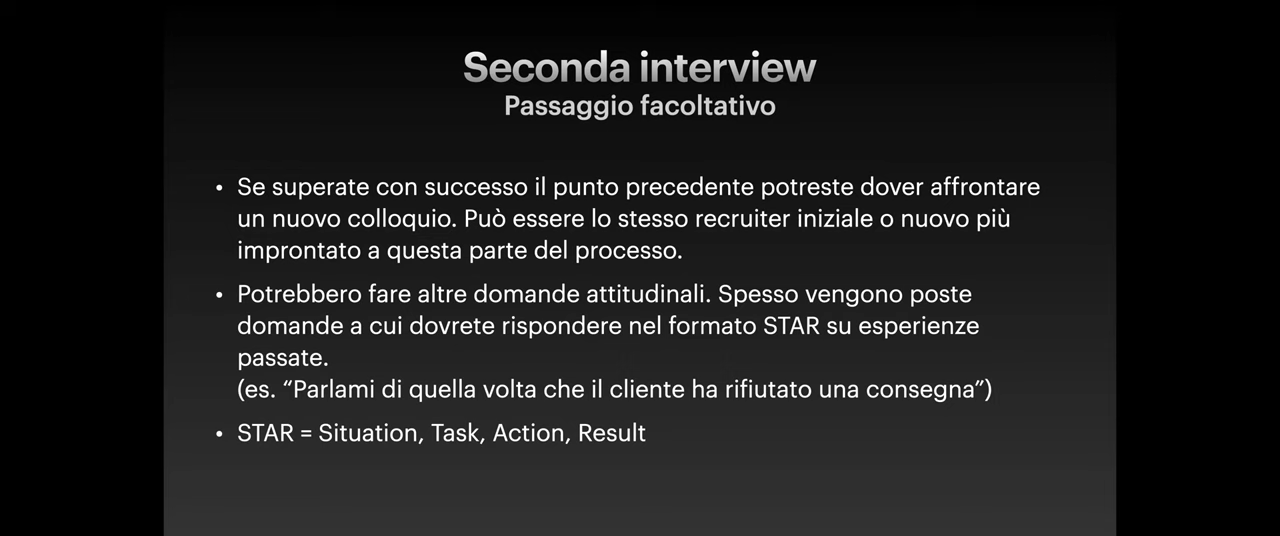 Seconda interview
Passaggio facoltativo
• Se superate con successo il punto precedente potreste dover affrontare
un nuovo colloquio. Può essere lo stesso recruiter iniziale o nuovo più
improntato a questa parte del processo.
• Potrebbero fare altre domande attitudinali. Spesso vengono poste
domande a cui dovrete rispondere nel formato STAR su esperienze
passate.
(es. “Parlami di quella volta che il cliente ha rifiutato una consegna”)
• STAR = Situation, Task, Action, Result